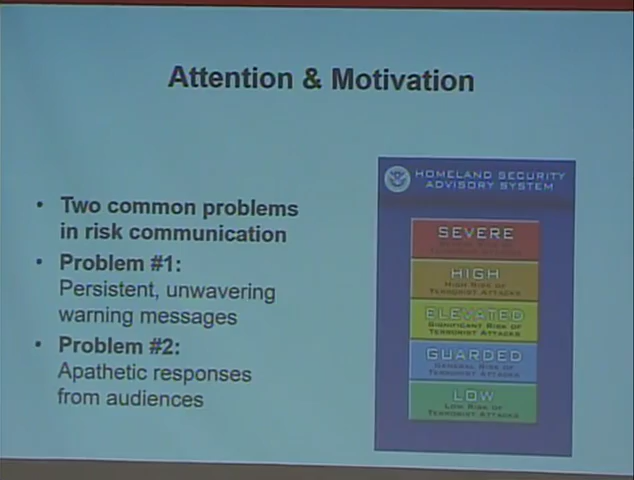 Attention & Motivation
• Two common problems
in risk communication
• Problem #1:
Persistent, unwavering
warning messages
• Problem #2:
Apathetic responses
from audiences
HOMELAND SECURITY
ADVISORY SYSTEM
SEVERE
HIGH
HIGH RISK OF
TERRORIST ATTACKS
ELEVATED
SIGNIFICANT RISK OF
TERRORIST ATTACKS
GUARDED
GENERAL RISK OF
TERRORIST ATTACKS
LOW
LOW RISK OF
TERRORIST ATTACKS